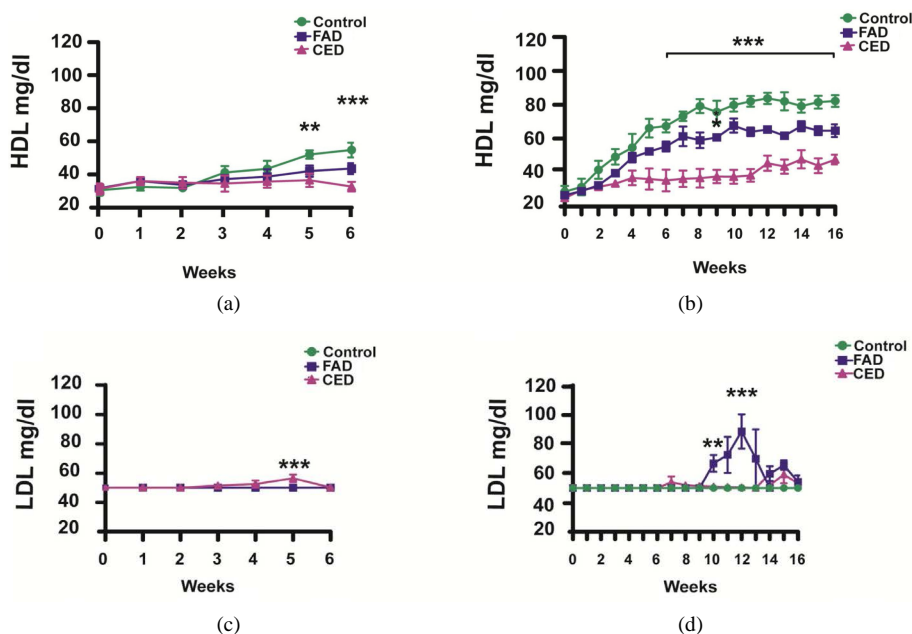 Control
FAD
CED
HDL mg/dl
120
100
80
60
40
20
**
***
0 1 2 3 4 5 6
Weeks
(a)
Control
FAD
CED
HDL mg/dl
120
100
80
60
40
20
***
*
0 2 4 6 8 10 12 14 16
Weeks
(b)
Control
FAD
CED
LDL mg/dl
120
100
80
60
40
20
***
0 1 2 3 4 5 6
Weeks
(c)
Control
FAD
CED
LDL mg/dl
120
100
80
60
40
20
***
**
0 2 4 6 8 10 12 14 16
Weeks
(d)